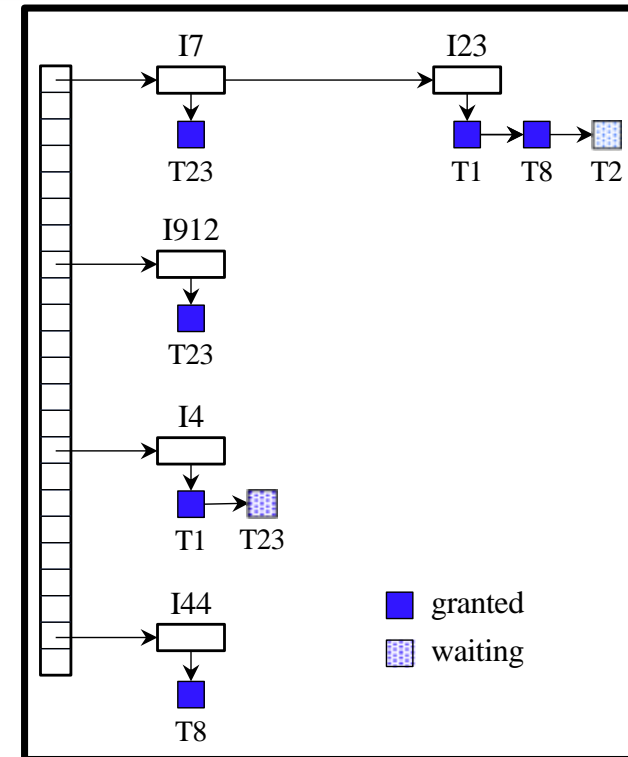 I7 I23
T23 T1 T8 T2
I912
T23
I4
T1 T23
I44
granted
waiting
T8